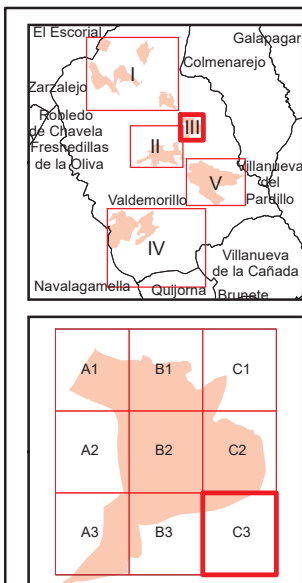 El Escorial
Galapagar
Colmenarejo
I
Zarzalejo
Robledo
de Chavela
III
Fresnedillas
de la Oliva
II
V
Villanueva
del
Pardillo
Valdemorillo
IV
Villanueva
de la Cañada
Navalagamella
Quijorna
Brunete
A1 B1 C1
A2 B2 C2
A3 B3 C3